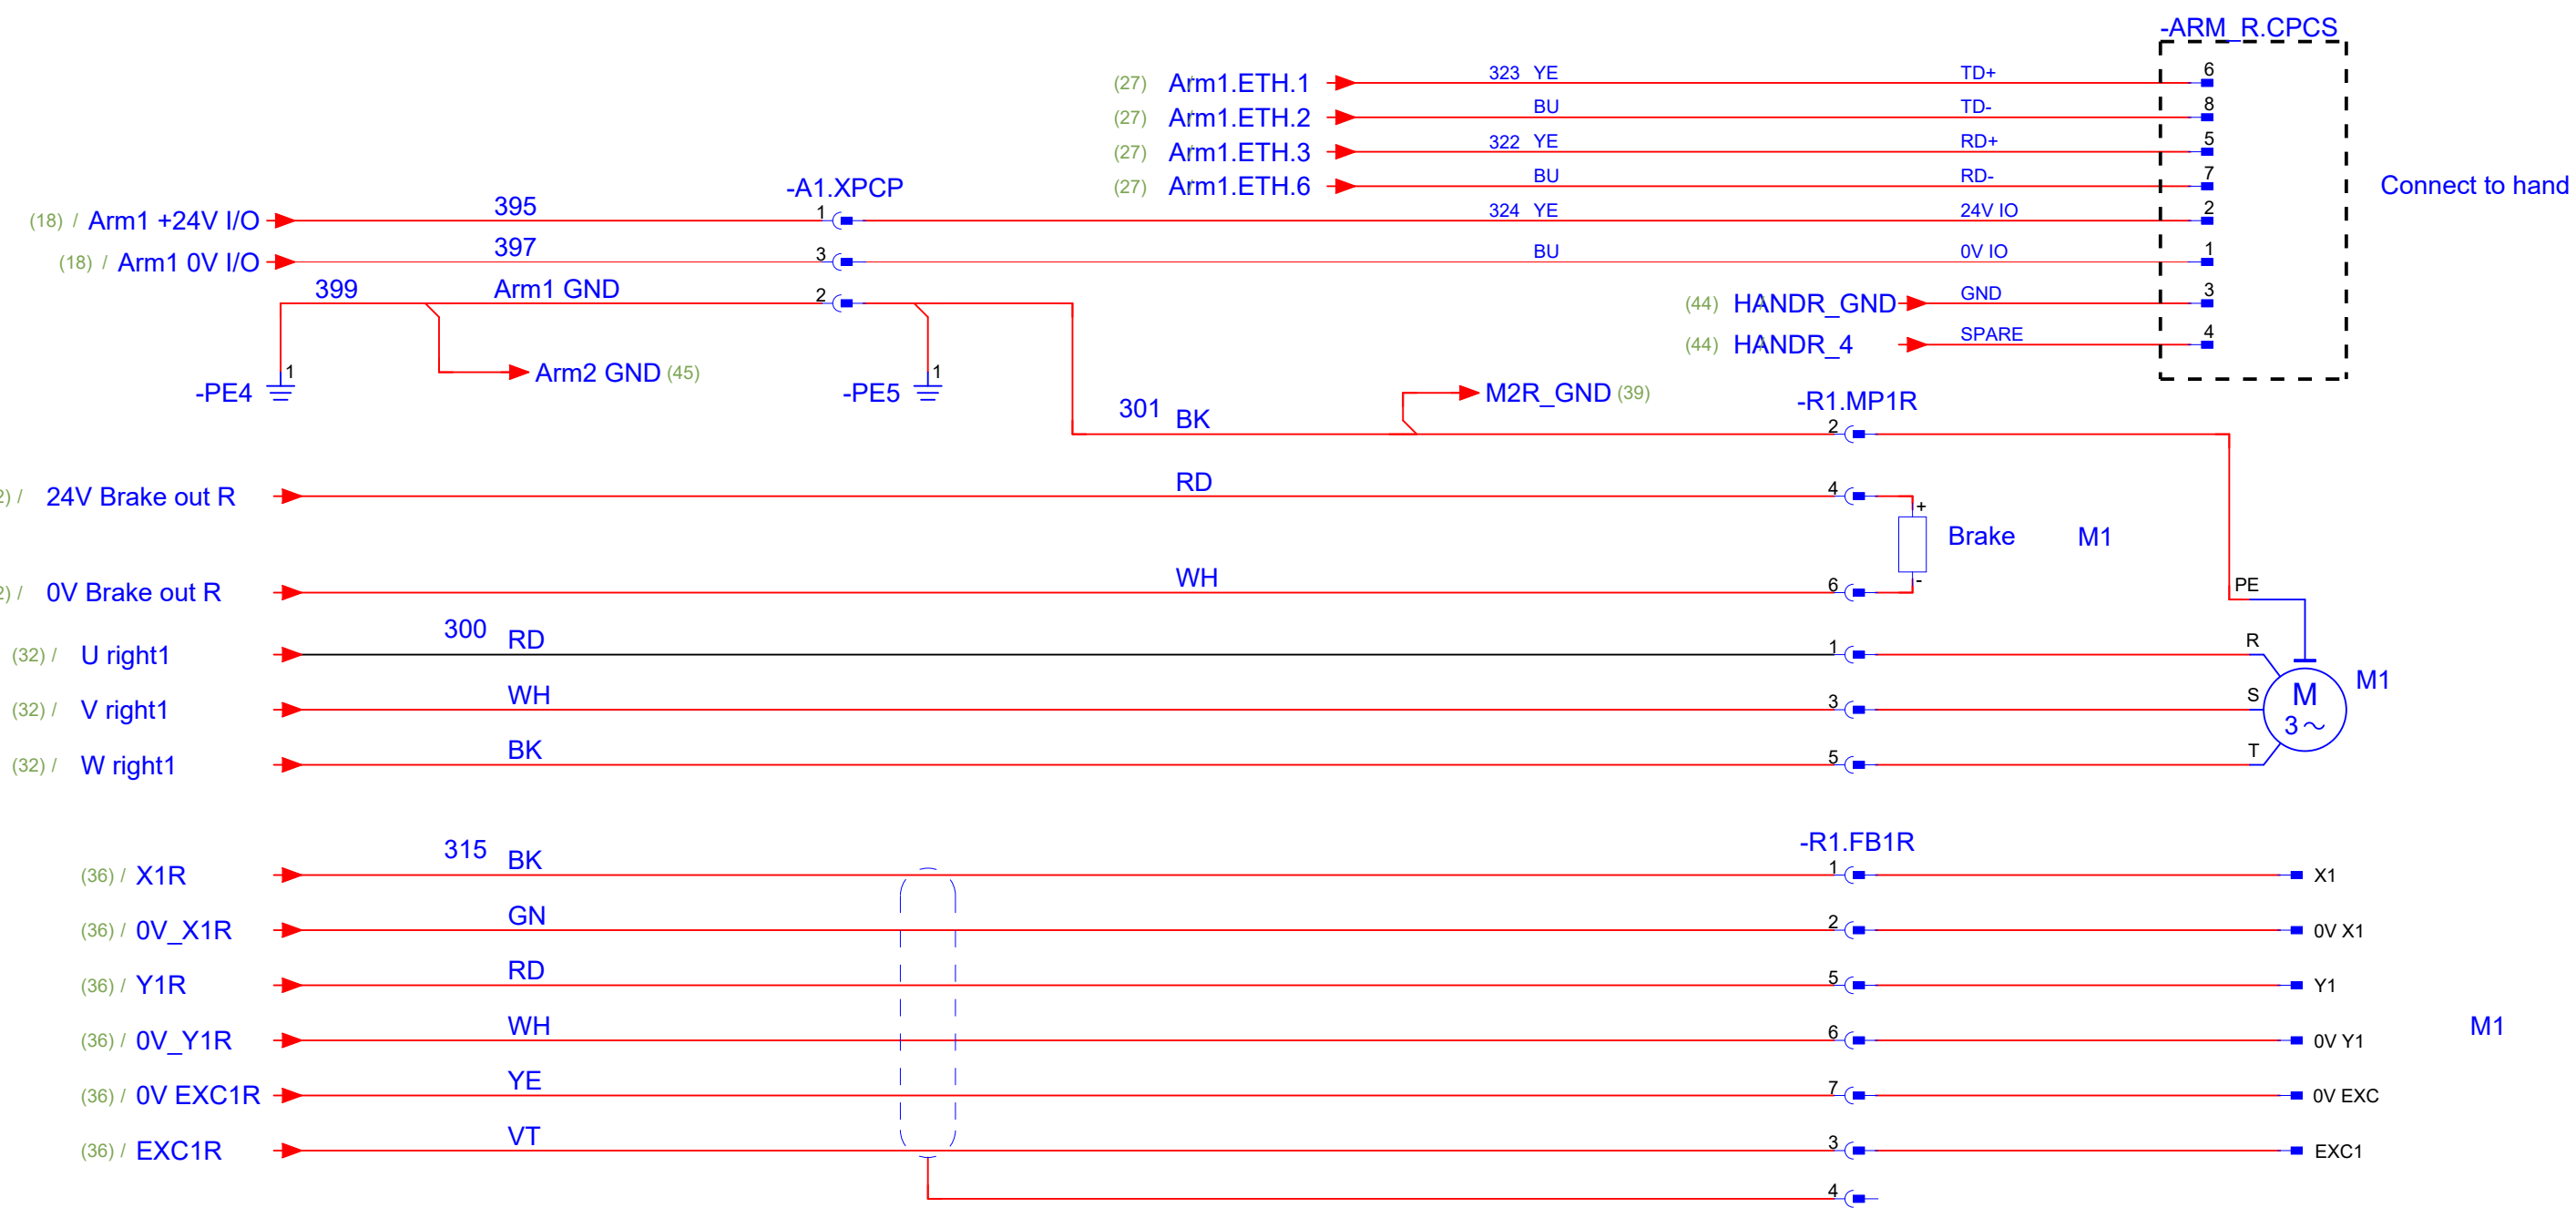 -ARM_R.CPCS
(27) Arm1.ETH.1 323 YE TD+ 6
(27) Arm1.ETH.2 BU TD- 8
(27) Arm1.ETH.3 322 YE RD+ 5
(27) Arm1.ETH.6 BU RD- 7
Connect to hand
-A1.XPCP
(18) / Arm1 +24V I/O 395 1 324 YE 24V IO 2
(18) / Arm1 0V I/O 397 3 BU 0V IO 1
399 Arm1 GND 2
(44) HANDR_GND GND 3
(44) HANDR_4 SPARE 4
-PE4 1
Arm2 GND (45)
-PE5 1
M2R_GND (39)
-R1.MP1R
301 BK 2
2) / 24V Brake out R RD 4
+
Brake M1
-
2) / 0V Brake out R WH 6
PE
(32) / U right1 300 RD 1 R
(32) / V right1 WH 3 S
M
3~
M1
(32) / W right1 BK 5 T
-R1.FB1R
(36) / X1R 315 BK 1 X1
(36) / 0V_X1R GN 2 0V X1
(36) / Y1R RD 5 Y1
(36) / 0V_Y1R WH 6 0V Y1
M1
(36) / 0V EXC1R YE 7 0V EXC
(36) / EXC1R VT 3 EXC1
4